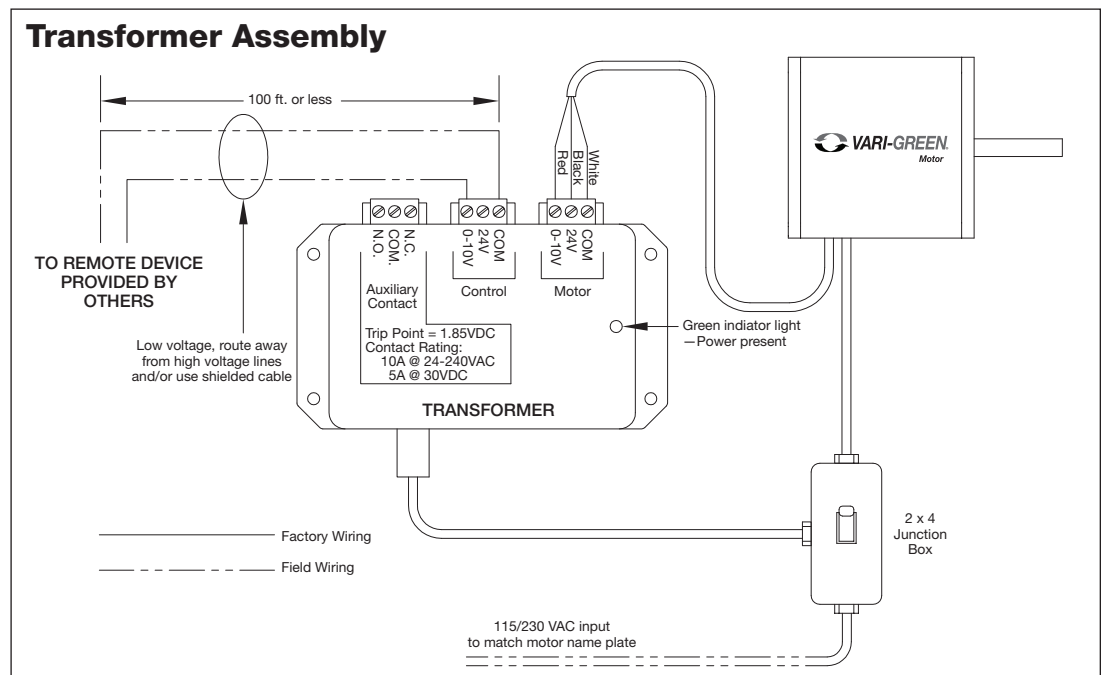 Transformer Assembly
100 ft. or less
White
Black
Red
VARI-GREEN.
Motor
N.C.
COM.
N.O.
COM
24V
0-10V
COM
24V
0-10V
TO REMOTE DEVICE
PROVIDED BY
OTHERS
Auxiliary
Contact
Control
Motor
Trip Point = 1.85VDC
Contact Rating:
10A @ 24-240VAC
5A @ 30VDC
Green indiator light
—Power present
Low voltage, route away
from high voltage lines
and/or use shielded cable
TRANSFORMER
2 x 4
Junction
Box
Factory Wiring
Field Wiring
115/230 VAC input
to match motor name plate